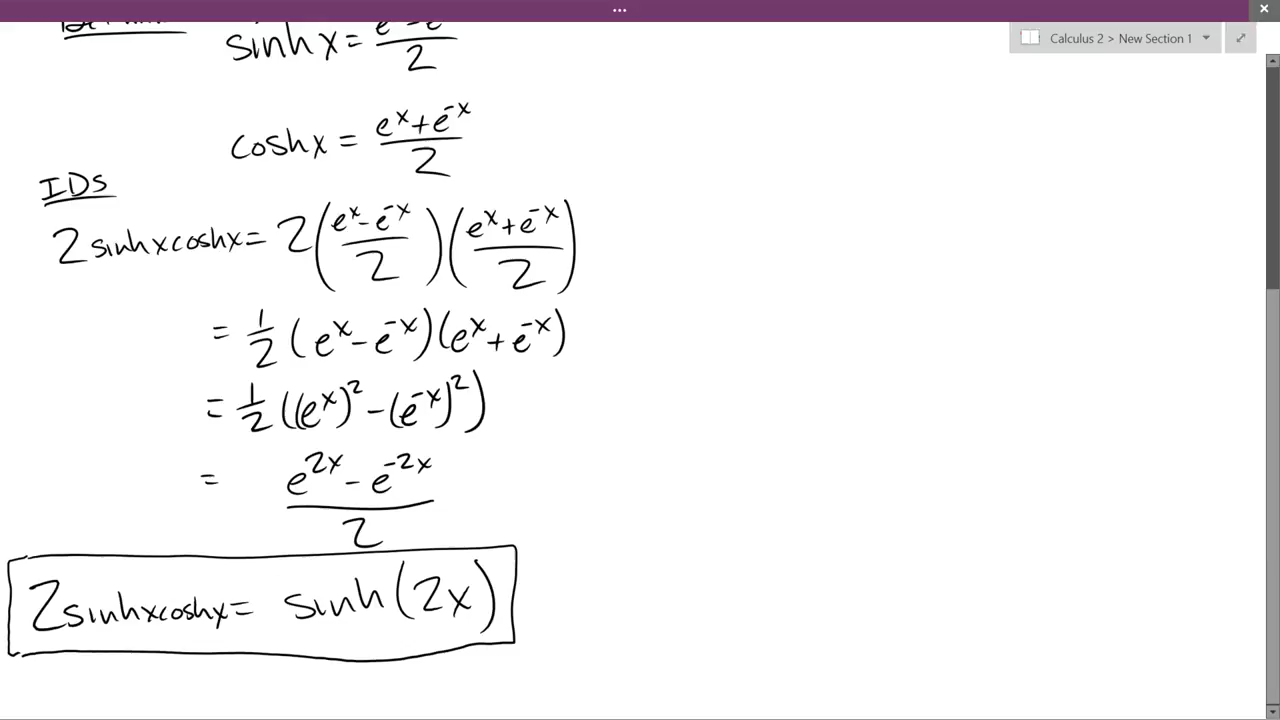 ...
Calculus 2 > New Section 1
sinh x =
2
cosh x = (e^x + e^-x)/2
IDs
2 sinh x cosh x = 2((e^x - e^-x)/2)((e^x + e^-x)/2)
= 1/2 (e^x - e^-x)(e^x + e^-x)
= 1/2 ((e^x)^2 - (e^-x)^2)
= (e^2x - e^-2x)/2
2 sinh x cosh x = sinh(2x)